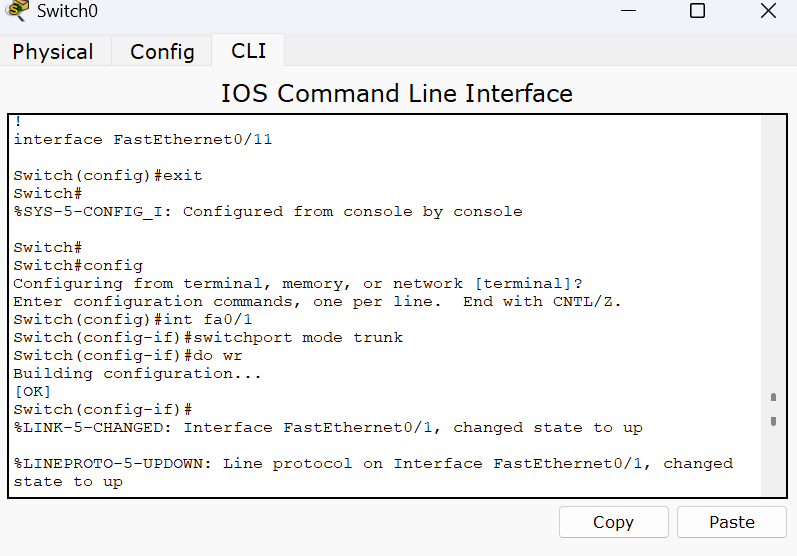 Switch0
Physical Config CLI
IOS Command Line Interface
!
interface FastEthernet0/11
Switch(config)#exit
Switch#
%SYS-5-CONFIG_I: Configured from console by console
Switch#
Switch#config
Configuring from terminal, memory, or network [terminal]?
Enter configuration commands, one per line.  End with CNTL/Z.
Switch(config)#int fa0/1
Switch(config-if)#switchport mode trunk
Switch(config-if)#do wr
Building configuration...
[OK]
Switch(config-if)#
%LINK-5-CHANGED: Interface FastEthernet0/1, changed state to up
%LINEPROTO-5-UPDOWN: Line protocol on Interface FastEthernet0/1, changed
state to up
Copy Paste